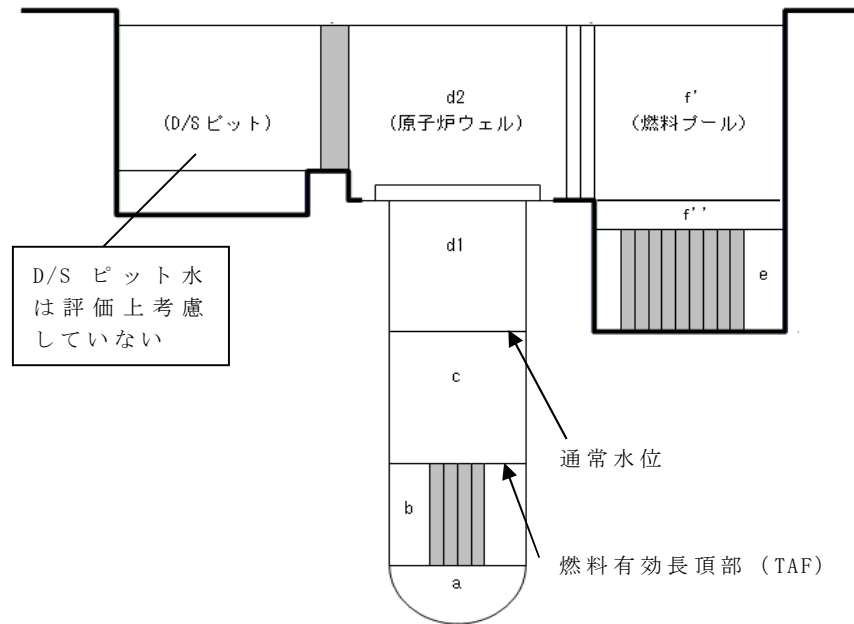 (D/Sピット)
d2
(原子炉ウェル)
f'
(燃料プール)
f''
d1
e
D/S ピット水
は評価上考慮
していない
c
通常水位
b
燃料有効長頂部 (TAF)
a